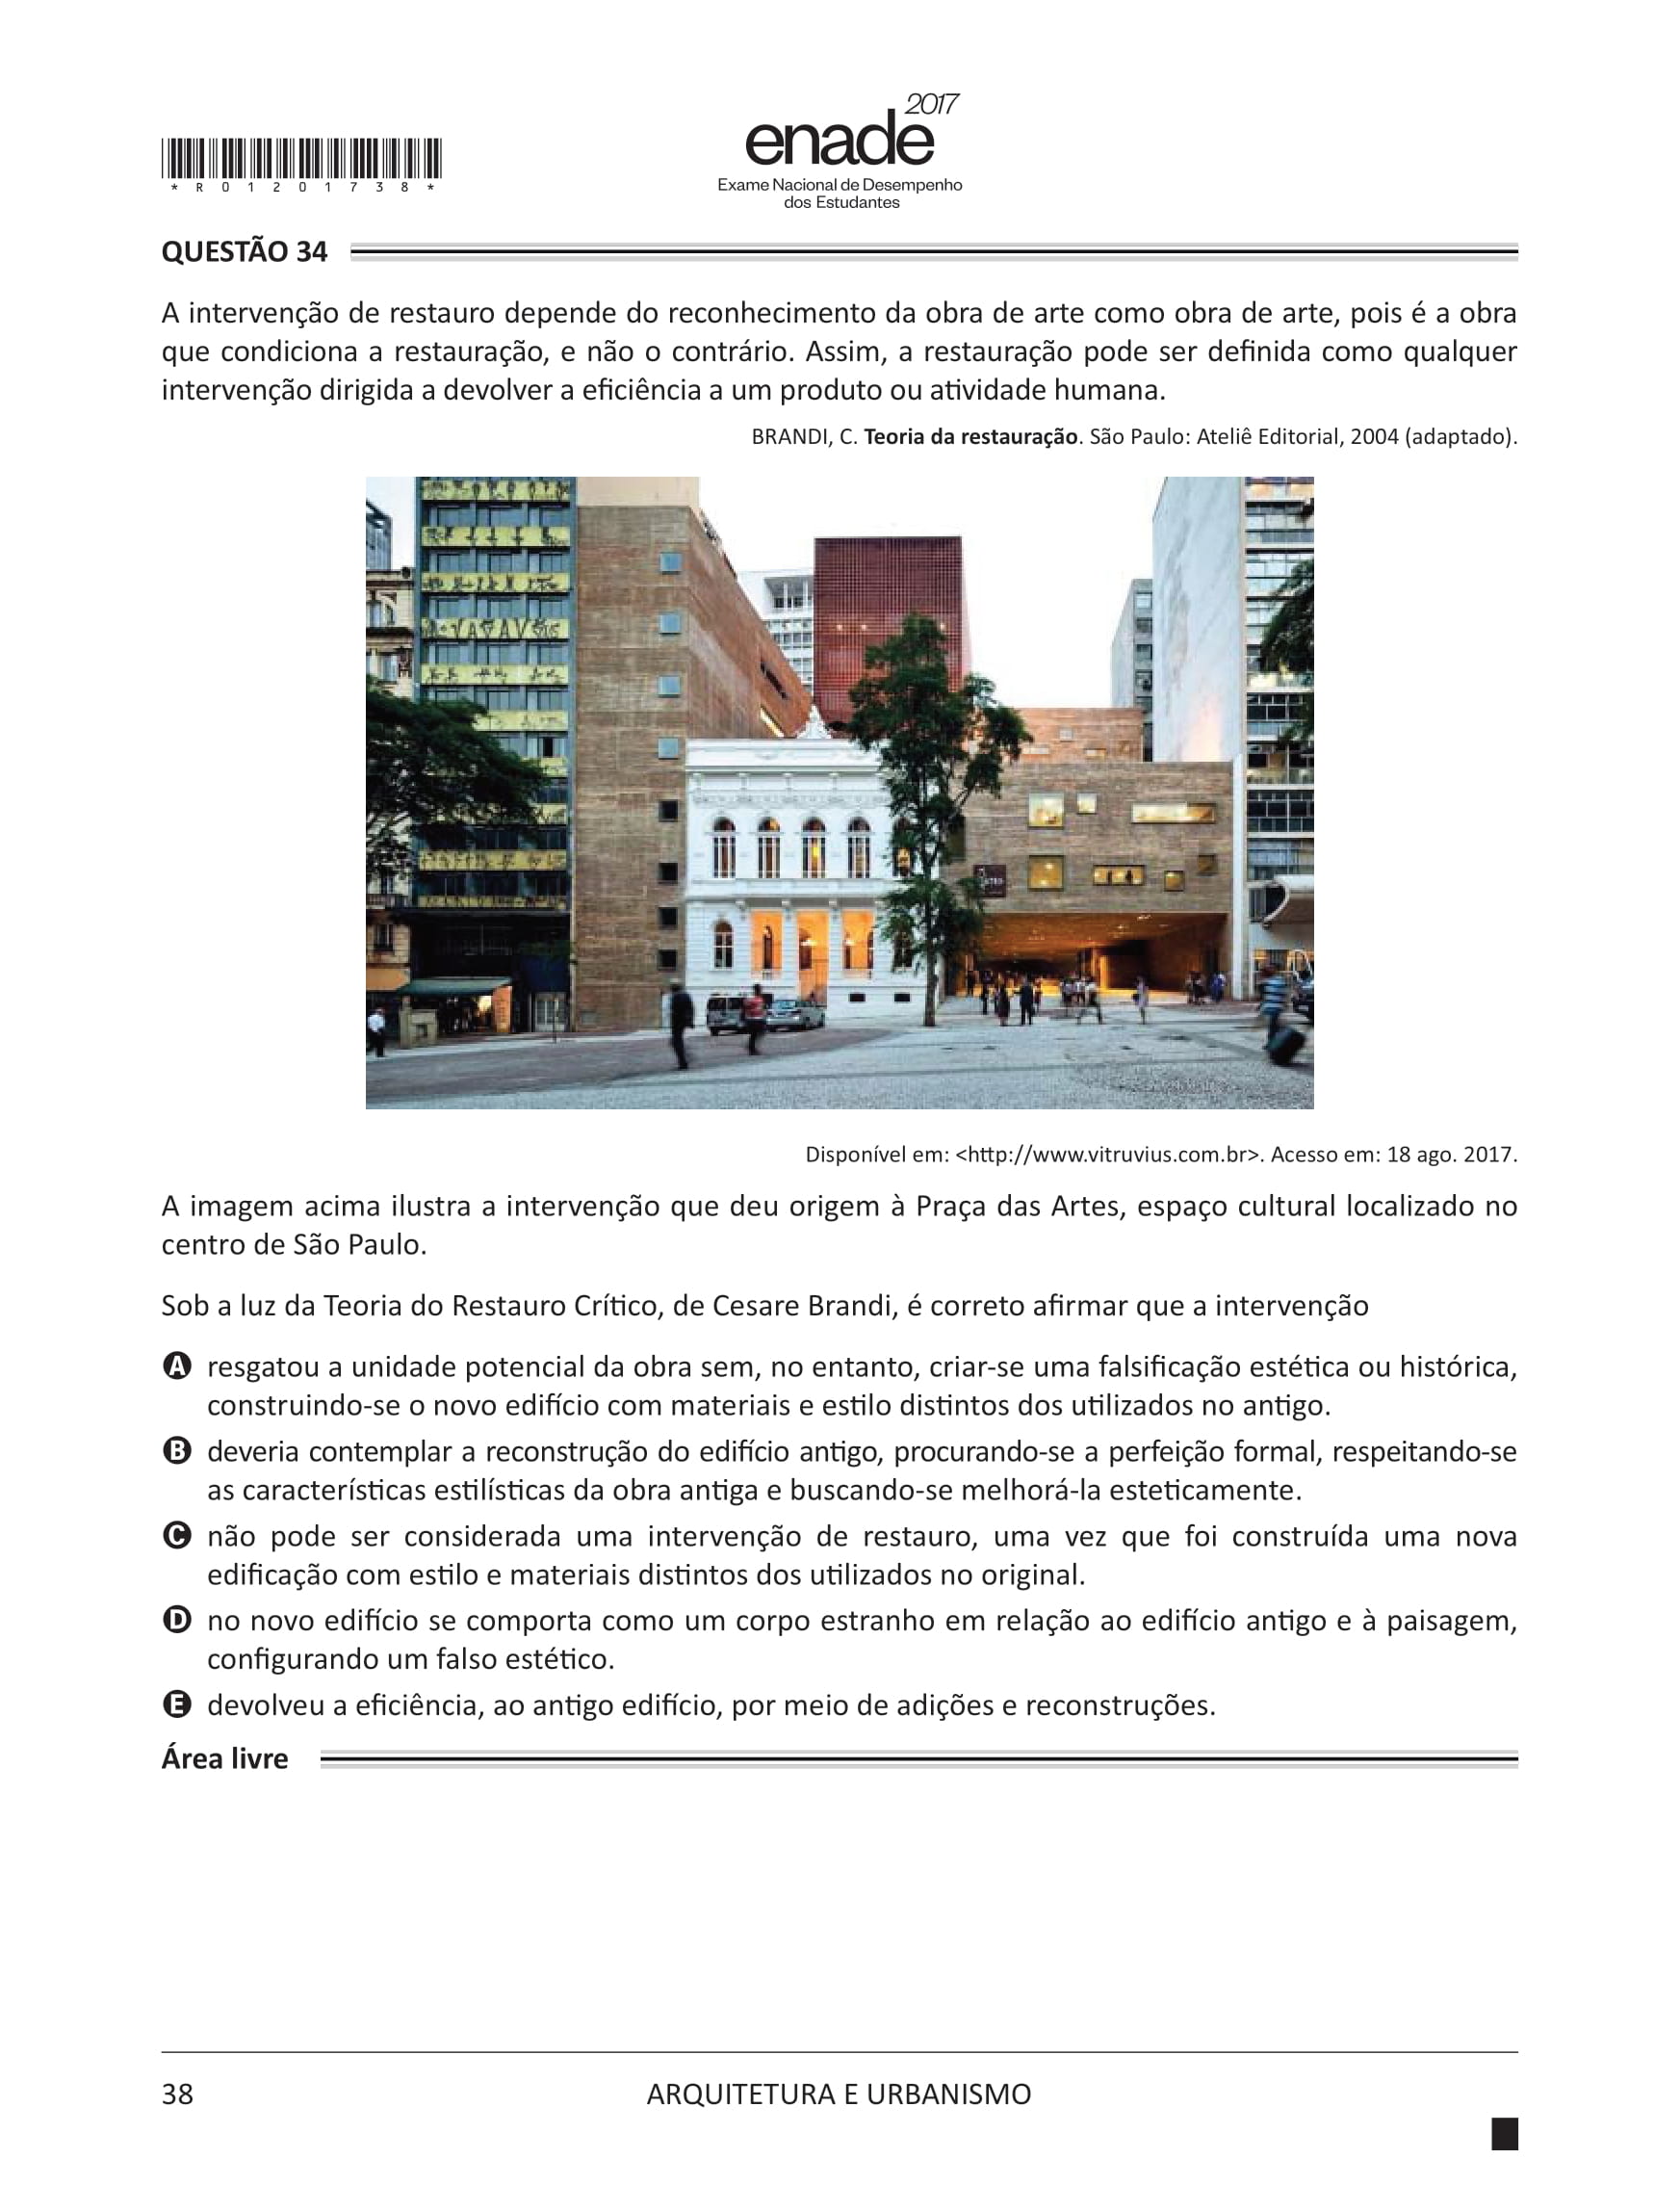 2017
enade
Exame Nacional de Desempenho
dos Estudantes
* R 0 1 2 0 1 7 3 8 *
QUESTÃO 34
A intervenção de restauro depende do reconhecimento da obra de arte como obra de arte, pois é a obra
que condiciona a restauração, e não o contrário. Assim, a restauração pode ser definida como qualquer
intervenção dirigida a devolver a eficiência a um produto ou atividade humana.
BRANDI, C. Teoria da restauração. São Paulo: Ateliê Editorial, 2004 (adaptado).
Disponível em: <http://www.vitruvius.com.br>. Acesso em: 18 ago. 2017.
A imagem acima ilustra a intervenção que deu origem à Praça das Artes, espaço cultural localizado no
centro de São Paulo.
Sob a luz da Teoria do Restauro Crítico, de Cesare Brandi, é correto afirmar que a intervenção
A resgatou a unidade potencial da obra sem, no entanto, criar-se uma falsificação estética ou histórica,
construindo-se o novo edifício com materiais e estilo distintos dos utilizados no antigo.
B deveria contemplar a reconstrução do edifício antigo, procurando-se a perfeição formal, respeitando-se
as características estilísticas da obra antiga e buscando-se melhorá-la esteticamente.
C não pode ser considerada uma intervenção de restauro, uma vez que foi construída uma nova
edificação com estilo e materiais distintos dos utilizados no original.
D no novo edifício se comporta como um corpo estranho em relação ao edifício antigo e à paisagem,
configurando um falso estético.
E devolveu a eficiência, ao antigo edifício, por meio de adições e reconstruções.
Área livre
38
ARQUITETURA E URBANISMO